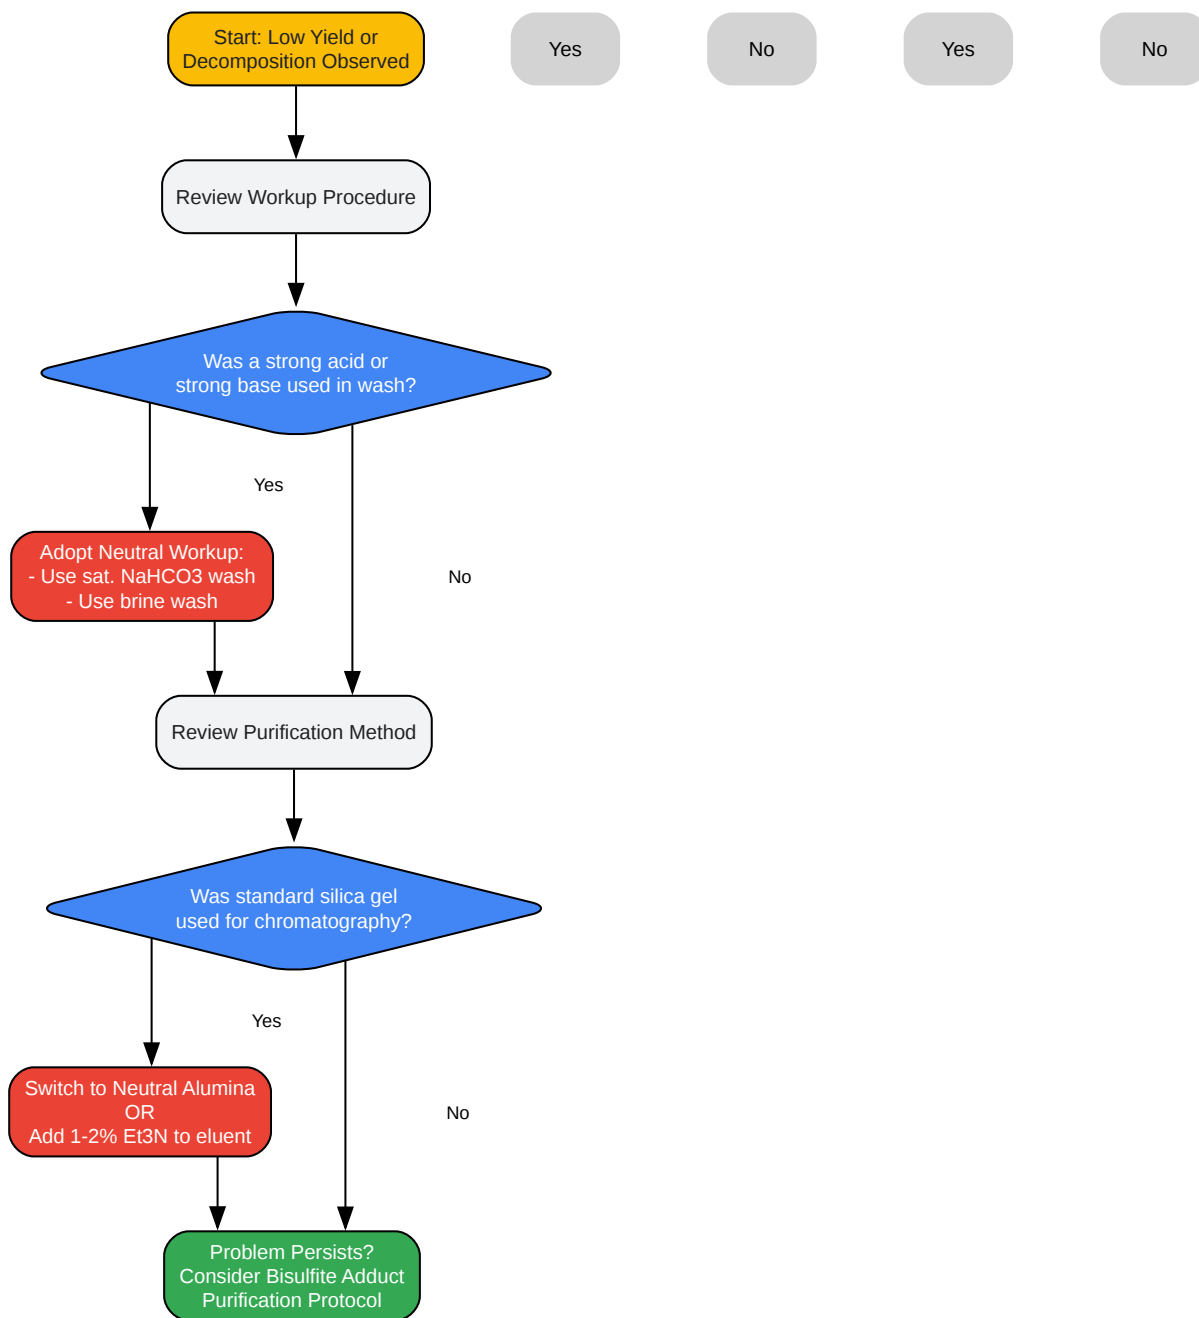 Start: Low Yield or
Decomposition Observed
Yes
No
Yes
No
Review Workup Procedure
Was a strong acid or
strong base used in wash?
Yes
Adopt Neutral Workup:
- Use sat. NaHCO3 wash
- Use brine wash
No
Review Purification Method
Was standard silica gel
used for chromatography?
Yes
Switch to Neutral Alumina
OR
Add 1-2% Et3N to eluent
No
Problem Persists?
Consider Bisulfite Adduct
Purification Protocol